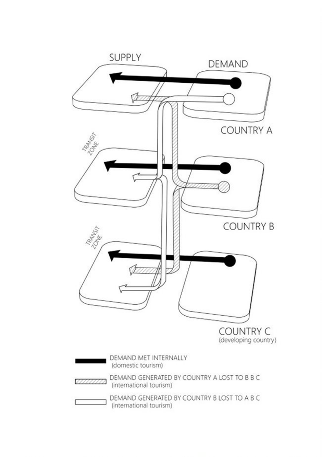 SUPPLY
DEMAND
COUNTRY A
TRANSIT
ZONE
COUNTRY B
TRANSIT
ZONE
COUNTRY C
(developing country)
DEMAND MET INTERNALLY
(domestic tourism)
DEMAND GENERATED BY COUNTRY A LOST TO B B C
(international tourism)
DEMAND GENERATED BY COUNTRY B LOST TO A B C
(international tourism)